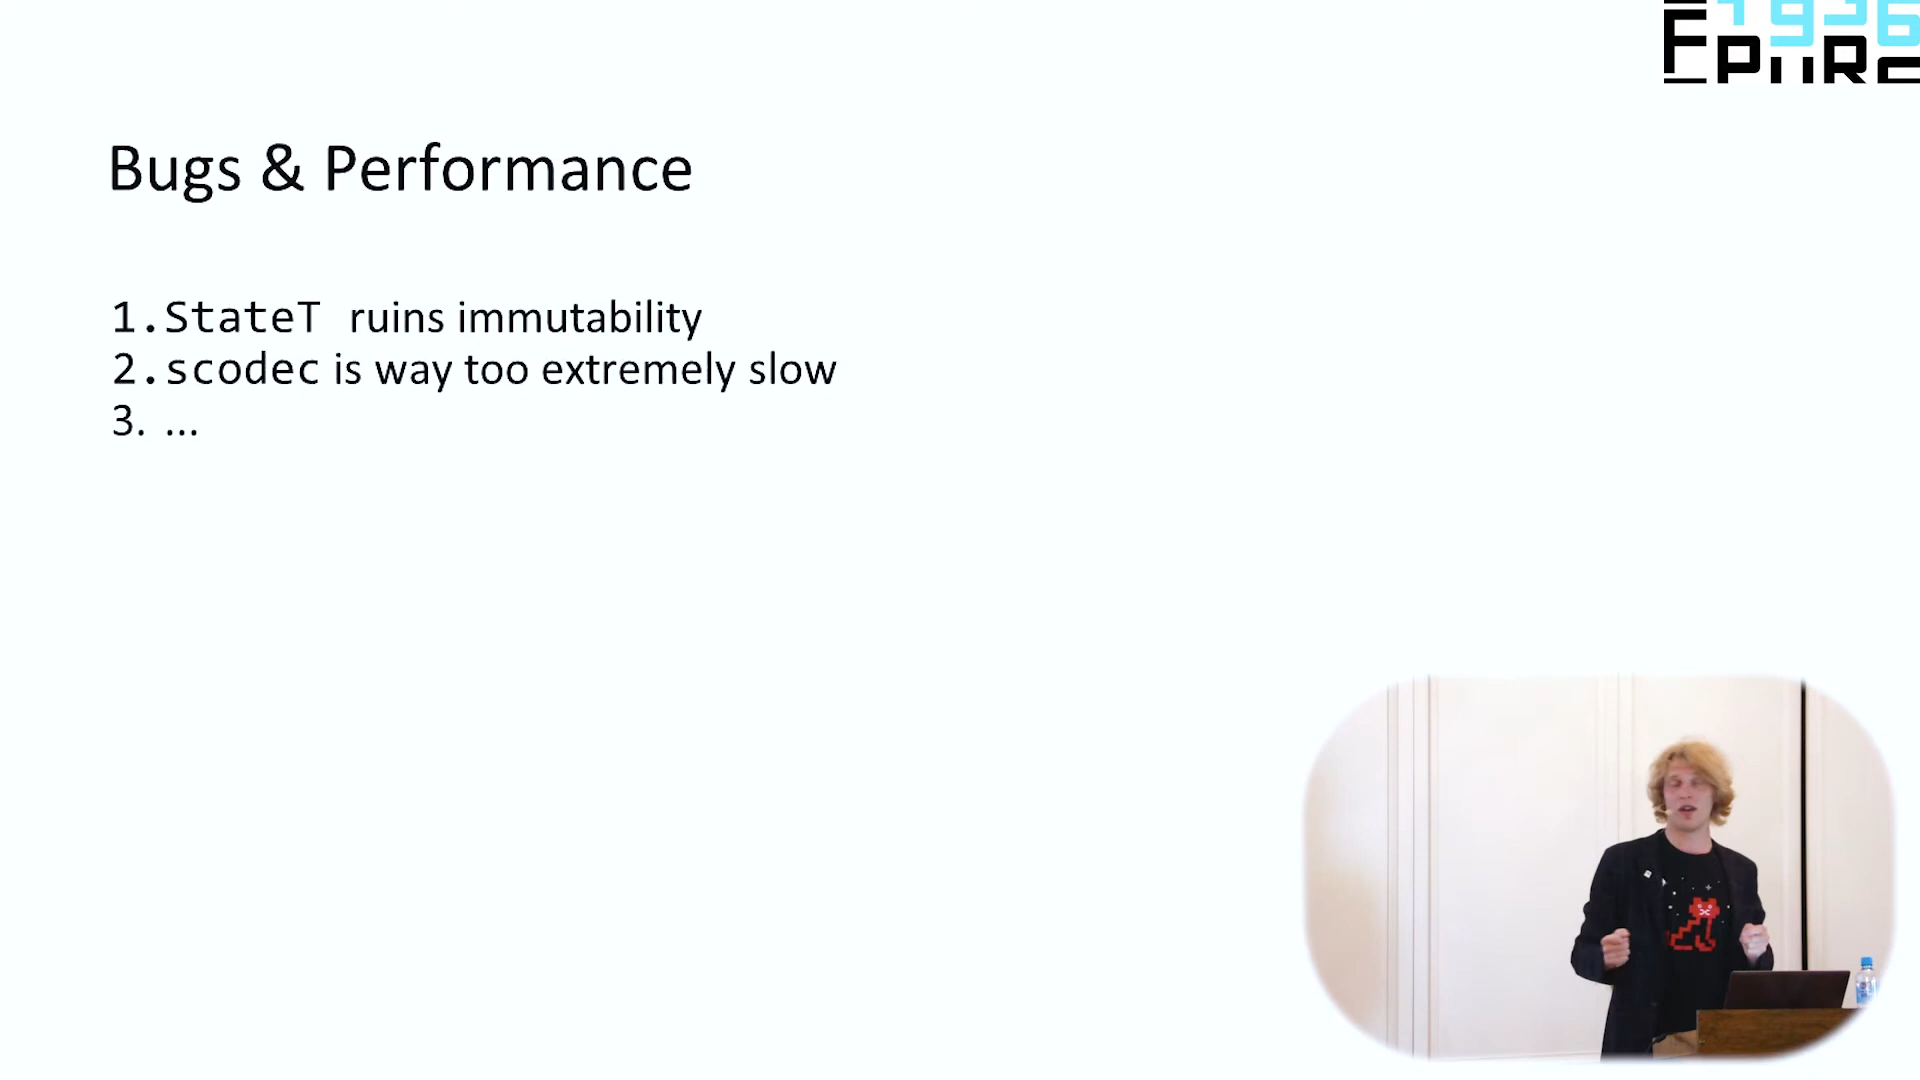 Bugs & Performance
1. StateT ruins immutability
2. scodec is way too extremely slow
3. ...